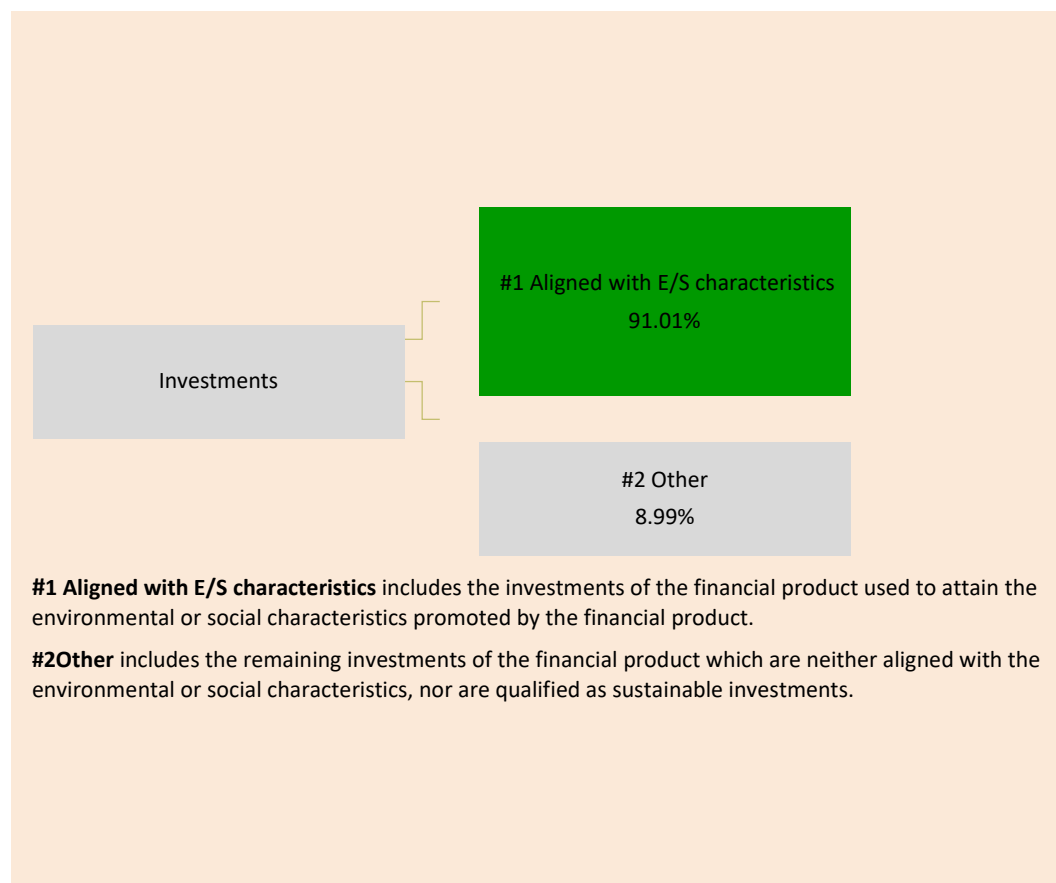 #1 Aligned with E/S characteristics
91.01%
Investments
#2 Other
8.99%
#1 Aligned with E/S characteristics includes the investments of the financial product used to attain the
environmental or social characteristics promoted by the financial product.
#2Other includes the remaining investments of the financial product which are neither aligned with the
environmental or social characteristics, nor are qualified as sustainable investments.